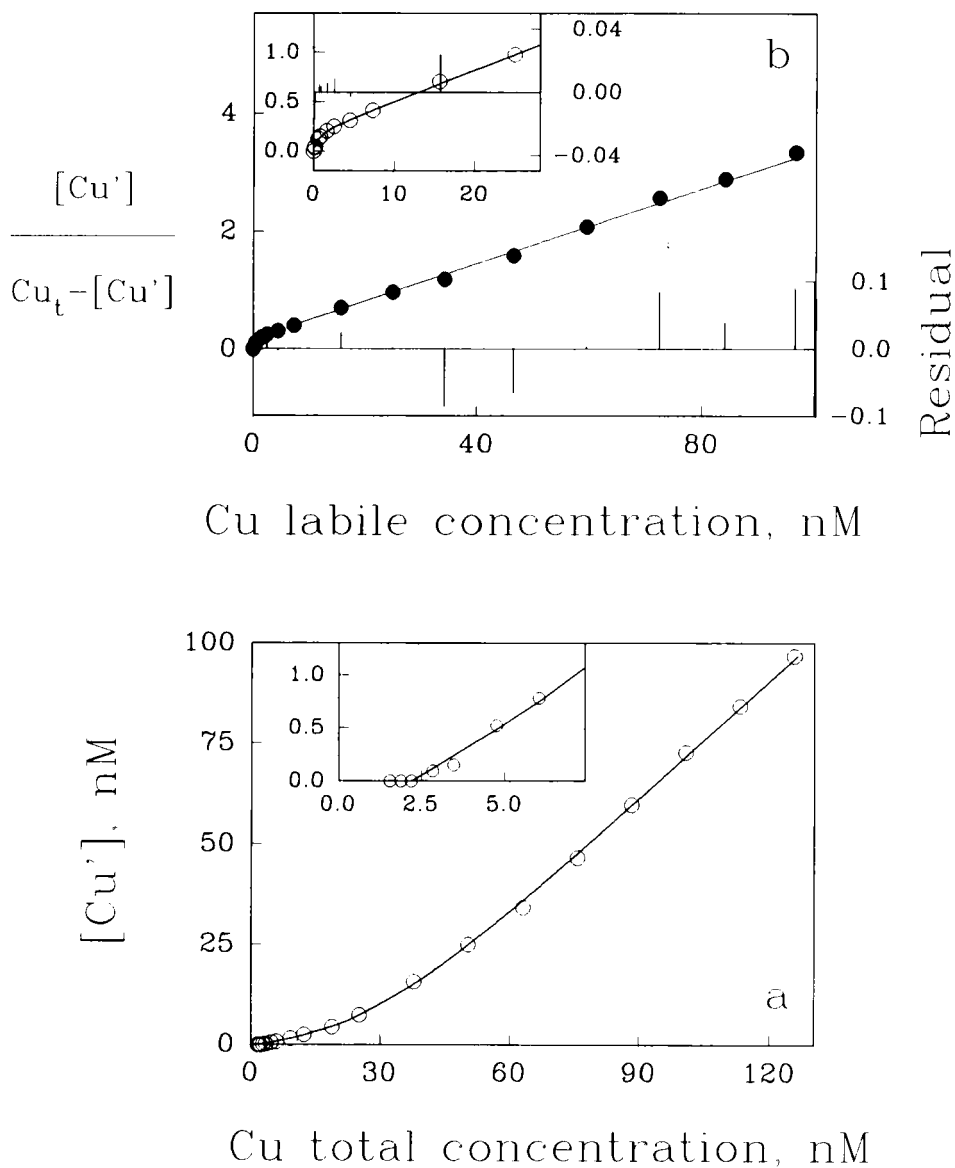 b
[Cu']
Cut-[Cu']
4
2
0
0 40 80
1.0
0.5
0.0
0 10 20
0.04
0.00
-0.04
0.1
0.0
-0.1
Residual
Cu labile concentration, nM
100
75
50
25
0
[Cu'], nM
1.0
0.5
0.0
0.0 2.5 5.0
a
0 30 60 90 120
Cu total concentration, nM